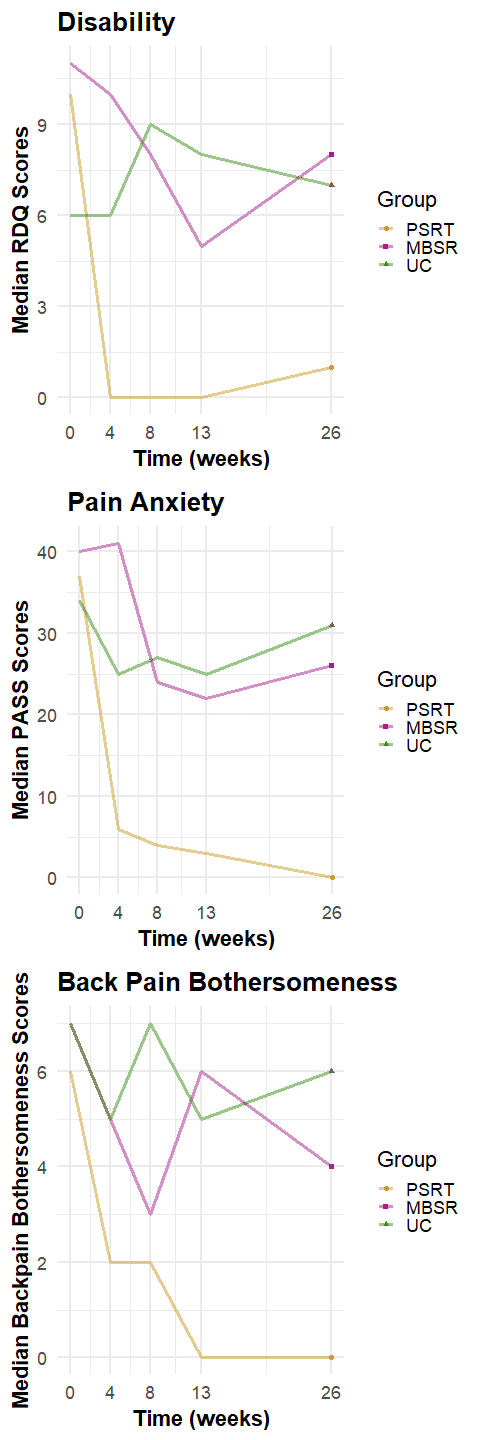 Disability
Median RDQ Scores
9
6
3
0
0 4 8 13 26
Time (weeks)
Group
PSRT
MBSR
UC
Pain Anxiety
Median PASS Scores
40
30
20
10
0
0 4 8 13 26
Time (weeks)
Group
PSRT
MBSR
UC
Back Pain Bothersomeness
Median Backpain Bothersomeness Scores
6
4
2
0
0 4 8 13 26
Time (weeks)
Group
PSRT
MBSR
UC